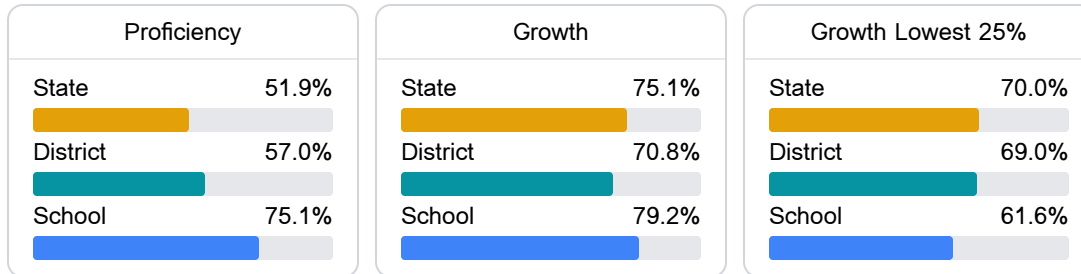 Proficiency
State 51.9%
District 57.0%
School 75.1%
Growth
State 75.1%
District 70.8%
School 79.2%
Growth Lowest 25%
State 70.0%
District 69.0%
School 61.6%